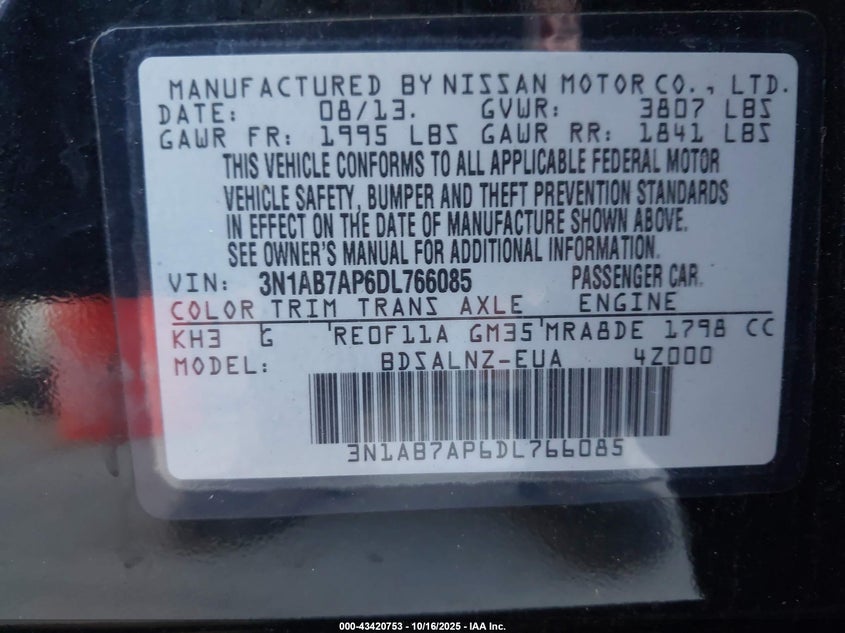 MANUFACTURED BY NISSAN MOTOR CO., LTD.
DATE: 08/13. GVWR: 3807 LBS
GAWR FR: 1995 LBS GAWR RR: 1841 LBS
THIS VEHICLE CONFORMS TO ALL APPLICABLE FEDERAL MOTOR
VEHICLE SAFETY, BUMPER AND THEFT PREVENTION STANDARDS
IN EFFECT ON THE DATE OF MANUFACTURE SHOWN ABOVE.
SEE OWNER'S MANUAL FOR ADDITIONAL INFORMATION.
VIN: 3N1AB7AP6DL766085 PASSENGER CAR.
COLOR TRIM TRANS AXLE ENGINE
KH3 G RE0F11A GM35 MRA8DE 1798 CC
MODEL: BDSALNZ-EUA 4Z000
3N1AB7AP6DL766085
000-43420753 - 10/16/2025 - IAA Inc.